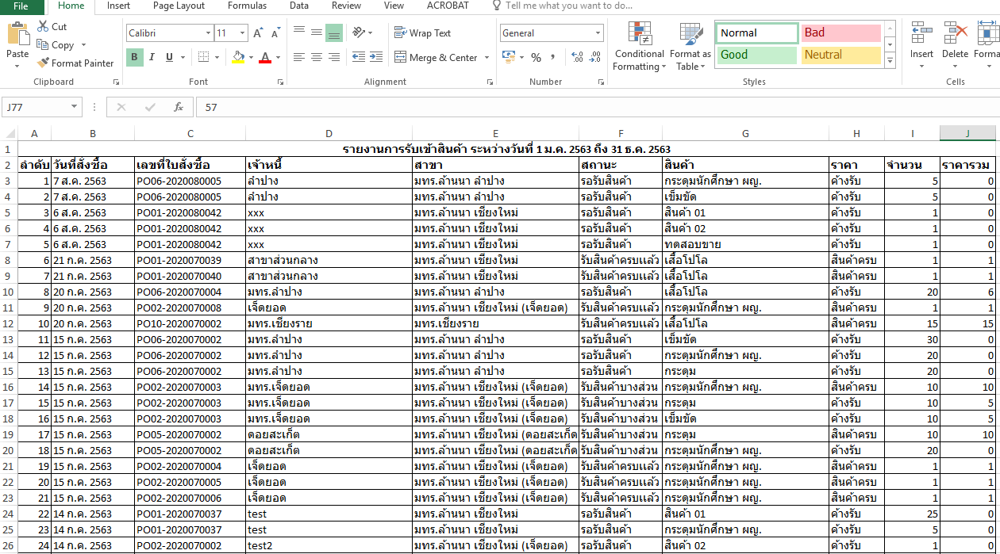 File Home Insert Page Layout Formulas Data Review View ACROBAT Tell me what you want to do...
Paste Cut Copy Format Painter Clipboard
Calibri 11 A A B I U A Font
Wrap Text Merge & Center Alignment
General % , .00 .0 Number
Conditional Formatting Format as Table Normal Bad Good Neutral Styles
Insert Delete Forma Cells
J77 fx 57
A B C D E F G H I J
1 รายงานการรับเข้าสินค้า ระหว่างวันที่ 1 ม.ค. 2563 ถึง 31 ธ.ค. 2563
2 ลำดับ วันที่สั่งซื้อ เลขที่ใบสั่งซื้อ เจ้าหนี้ สาขา สถานะ สินค้า ราคา จำนวน ราคารวม
3 1 7 ส.ค. 2563 PO06-2020080005 ลำปาง มทร.ล้านนา ลำปาง รอรับสินค้า กระดุมนักศึกษา ผญ. ค้างรับ 5 0
4 2 7 ส.ค. 2563 PO06-2020080005 ลำปาง มทร.ล้านนา ลำปาง รอรับสินค้า เข็มขัด ค้างรับ 5 0
5 3 6 ส.ค. 2563 PO01-2020080042 xxx มทร.ล้านนา เชียงใหม่ รอรับสินค้า สินค้า 01 ค้างรับ 1 0
6 4 6 ส.ค. 2563 PO01-2020080042 xxx มทร.ล้านนา เชียงใหม่ รอรับสินค้า สินค้า 02 ค้างรับ 1 0
7 5 6 ส.ค. 2563 PO01-2020080042 xxx มทร.ล้านนา เชียงใหม่ รอรับสินค้า ทดสอบขาย ค้างรับ 1 0
8 6 21 ก.ค. 2563 PO01-2020070039 สาขาส่วนกลาง มทร.ล้านนา เชียงใหม่ รับสินค้าครบแล้ว เสื้อโปโล สินค้าครบ 1 1
9 7 21 ก.ค. 2563 PO01-2020070040 สาขาส่วนกลาง มทร.ล้านนา เชียงใหม่ รับสินค้าครบแล้ว เสื้อโปโล สินค้าครบ 1 1
10 8 20 ก.ค. 2563 PO06-2020070004 มทร.ลำปาง มทร.ล้านนา ลำปาง รอรับสินค้า เสื้อโปโล ค้างรับ 20 6
11 9 20 ก.ค. 2563 PO02-2020070008 เจ็ดยอด มทร.ล้านนา เชียงใหม่ (เจ็ดยอด) รับสินค้าครบแล้ว กระดุมนักศึกษา ผญ. สินค้าครบ 1 1
12 10 20 ก.ค. 2563 PO10-2020070002 มทร.เชียงราย มทร.เชียงราย รับสินค้าครบแล้ว เสื้อโปโล สินค้าครบ 15 15
13 11 15 ก.ค. 2563 PO06-2020070002 มทร.ลำปาง มทร.ล้านนา ลำปาง รอรับสินค้า เข็มขัด ค้างรับ 30 0
14 12 15 ก.ค. 2563 PO06-2020070002 มทร.ลำปาง มทร.ล้านนา ลำปาง รอรับสินค้า กระดุมนักศึกษา ผญ. ค้างรับ 20 0
15 13 15 ก.ค. 2563 PO06-2020070002 มทร.ลำปาง มทร.ล้านนา ลำปาง รอรับสินค้า กระดุม ค้างรับ 20 0
16 14 15 ก.ค. 2563 PO02-2020070003 มทร.เจ็ดยอด มทร.ล้านนา เชียงใหม่ (เจ็ดยอด) รับสินค้าบางส่วน กระดุมนักศึกษา ผญ. สินค้าครบ 10 10
17 15 15 ก.ค. 2563 PO02-2020070003 มทร.เจ็ดยอด มทร.ล้านนา เชียงใหม่ (เจ็ดยอด) รับสินค้าบางส่วน กระดุม ค้างรับ 10 5
18 16 15 ก.ค. 2563 PO02-2020070003 มทร.เจ็ดยอด มทร.ล้านนา เชียงใหม่ (เจ็ดยอด) รับสินค้าบางส่วน เข็มขัด ค้างรับ 10 5
19 17 15 ก.ค. 2563 PO05-2020070002 ดอยสะเก็ต มทร.ล้านนา เชียงใหม่ (ดอยสะเก็ด รับสินค้าบางส่วน กระดุม สินค้าครบ 10 10
20 18 15 ก.ค. 2563 PO05-2020070002 ดอยสะเก็ต มทร.ล้านนา เชียงใหม่ (ดอยสะเก็ด รับสินค้าบางส่วน กระดุมนักศึกษา ผญ. ค้างรับ 20 0
21 19 15 ก.ค. 2563 PO02-2020070004 เจ็ดยอด มทร.ล้านนา เชียงใหม่ (เจ็ดยอด) รับสินค้าครบแล้ว กระดุมนักศึกษา ผญ. สินค้าครบ 1 1
22 20 15 ก.ค. 2563 PO02-2020070005 เจ็ดยอด มทร.ล้านนา เชียงใหม่ (เจ็ดยอด) รับสินค้าครบแล้ว กระดุมนักศึกษา ผญ. สินค้าครบ 1 1
23 21 15 ก.ค. 2563 PO02-2020070006 เจ็ดยอด มทร.ล้านนา เชียงใหม่ (เจ็ดยอด) รับสินค้าครบแล้ว กระดุมนักศึกษา ผญ. สินค้าครบ 1 1
24 22 14 ก.ค. 2563 PO01-2020070037 test มทร.ล้านนา เชียงใหม่ รอรับสินค้า สินค้า 01 ค้างรับ 25 0
25 23 14 ก.ค. 2563 PO01-2020070037 test มทร.ล้านนา เชียงใหม่ รอรับสินค้า กระดุมนักศึกษา ผญ. ค้างรับ 5 0
26 24 14 ก.ค. 2563 PO02-2020070002 test2 มทร.ล้านนา เชียงใหม่ (เจ็ดยอด) รอรับสินค้า สินค้า 02 ค้างรับ 1 0